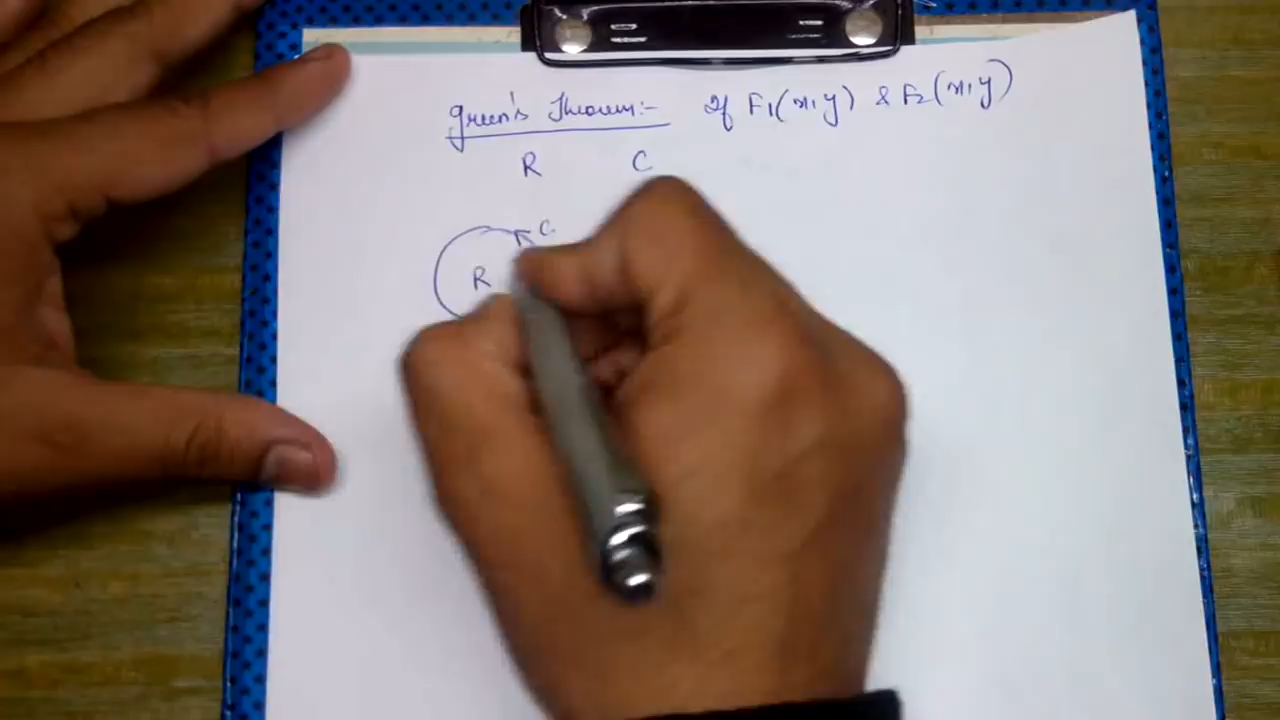 Green's Theorem:- If F1(x,y) & F2(x,y)
R C
C
R